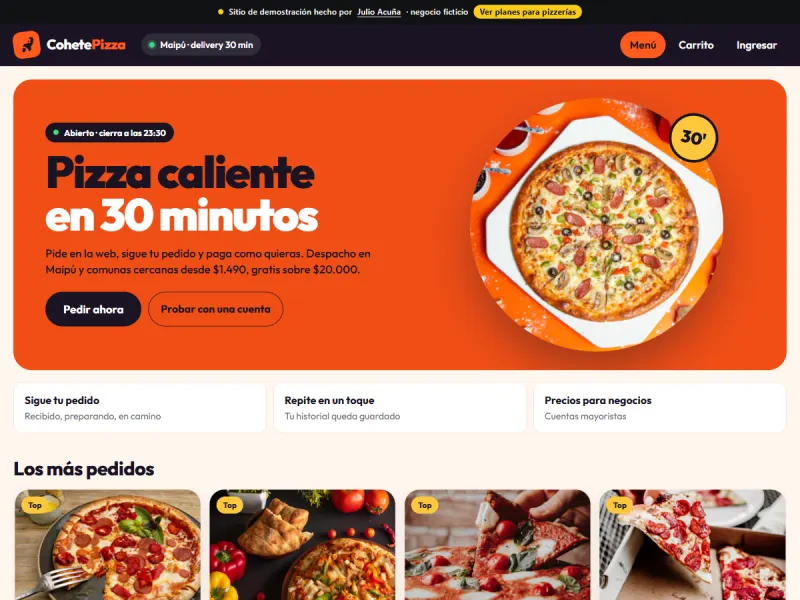 Sitio de demostración hecho por Julio Acuña · negocio ficticio Ver planes para pizzerías
CohetePizza Maipú · delivery 30 min Menú Carrito Ingresar
Abierto · cierra a las 23:30
30'
Pizza caliente
en 30 minutos
Pide en la web, sigue tu pedido y paga como quieras. Despacho en
Maipú y comunas cercanas desde $1.490, gratis sobre $20.000.
Pedir ahora Probar con una cuenta
Sigue tu pedido
Recibido, preparando, en camino
Repite en un toque
Tu historial queda guardado
Precios para negocios
Cuentas mayoristas
Los más pedidos
Top Top Top Top